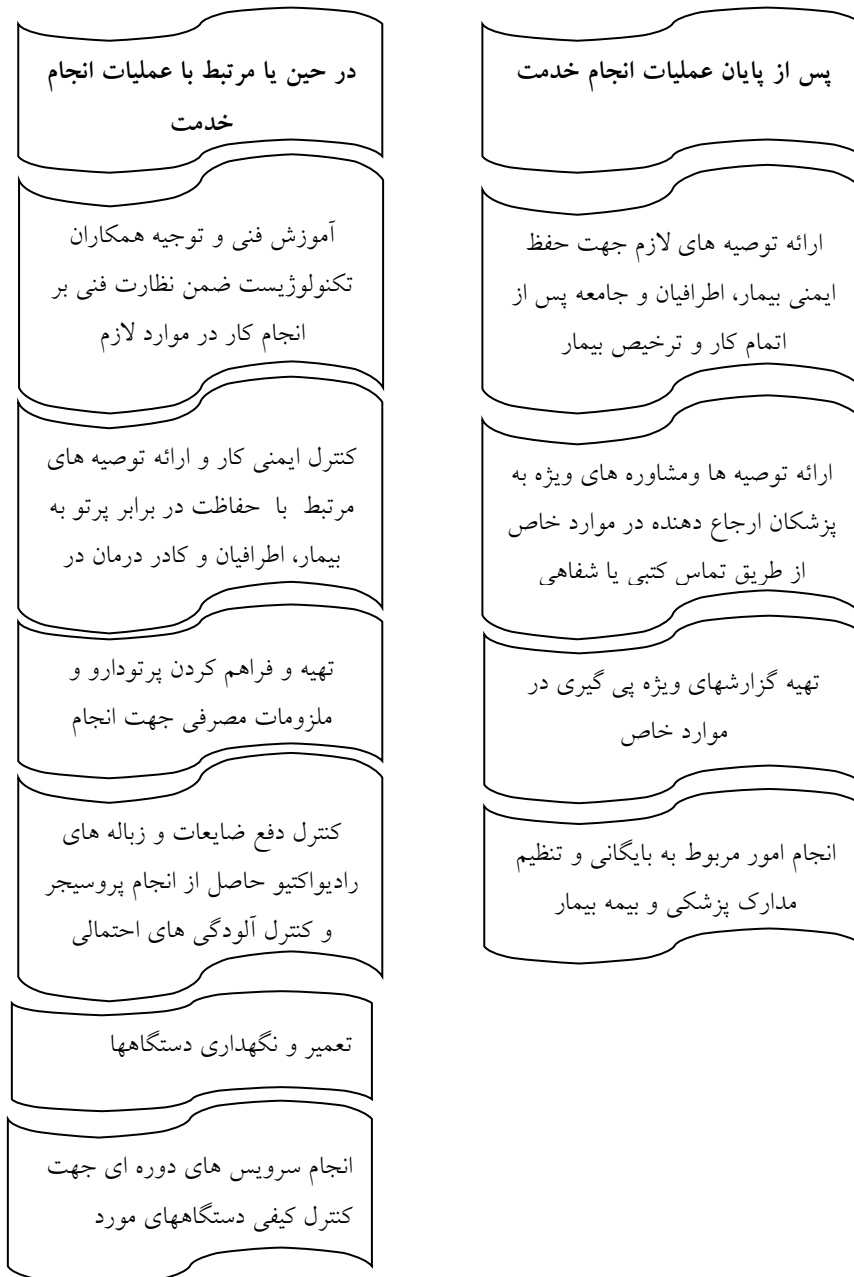 پس از پایان عملیات انجام خدمت
ارائه توصیه های لازم جهت حفظ
ایمنی بیمار، اطرافیان و جامعه پس از
اتمام کار و ترخیص بیمار
ارائه توصیه ها ومشاوره های ویژه به
پزشکان ارجاع دهنده در موارد خاص
از طریق تماس کتبی یا شفاهی
تهیه گزارشهای ویژه پی گیری در
موارد خاص
انجام امور مربوط به بایگانی و تنظیم
مدارک پزشکی و بیمه بیمار
در حین یا مرتبط با عملیات انجام
خدمت
آموزش فنی و توجیه همکاران
تکنولوژیست ضمن نظارت فنی بر
انجام کار در موارد لازم
کنترل ایمنی کار و ارائه توصیه های
مرتبط با حفاظت در برابر پرتو به
بیمار، اطرافیان و کادر درمان در
تهیه و فراهم کردن پرتودارو و
ملزومات مصرفی جهت انجام
کنترل دفع ضایعات و زباله های
رادیواکتیو حاصل از انجام پروسیجر
و کنترل آلودگی های احتمالی
تعمیر و نگهداری دستگاهها
انجام سرویس های دوره ای جهت
کنترل کیفی دستگاههای مورد